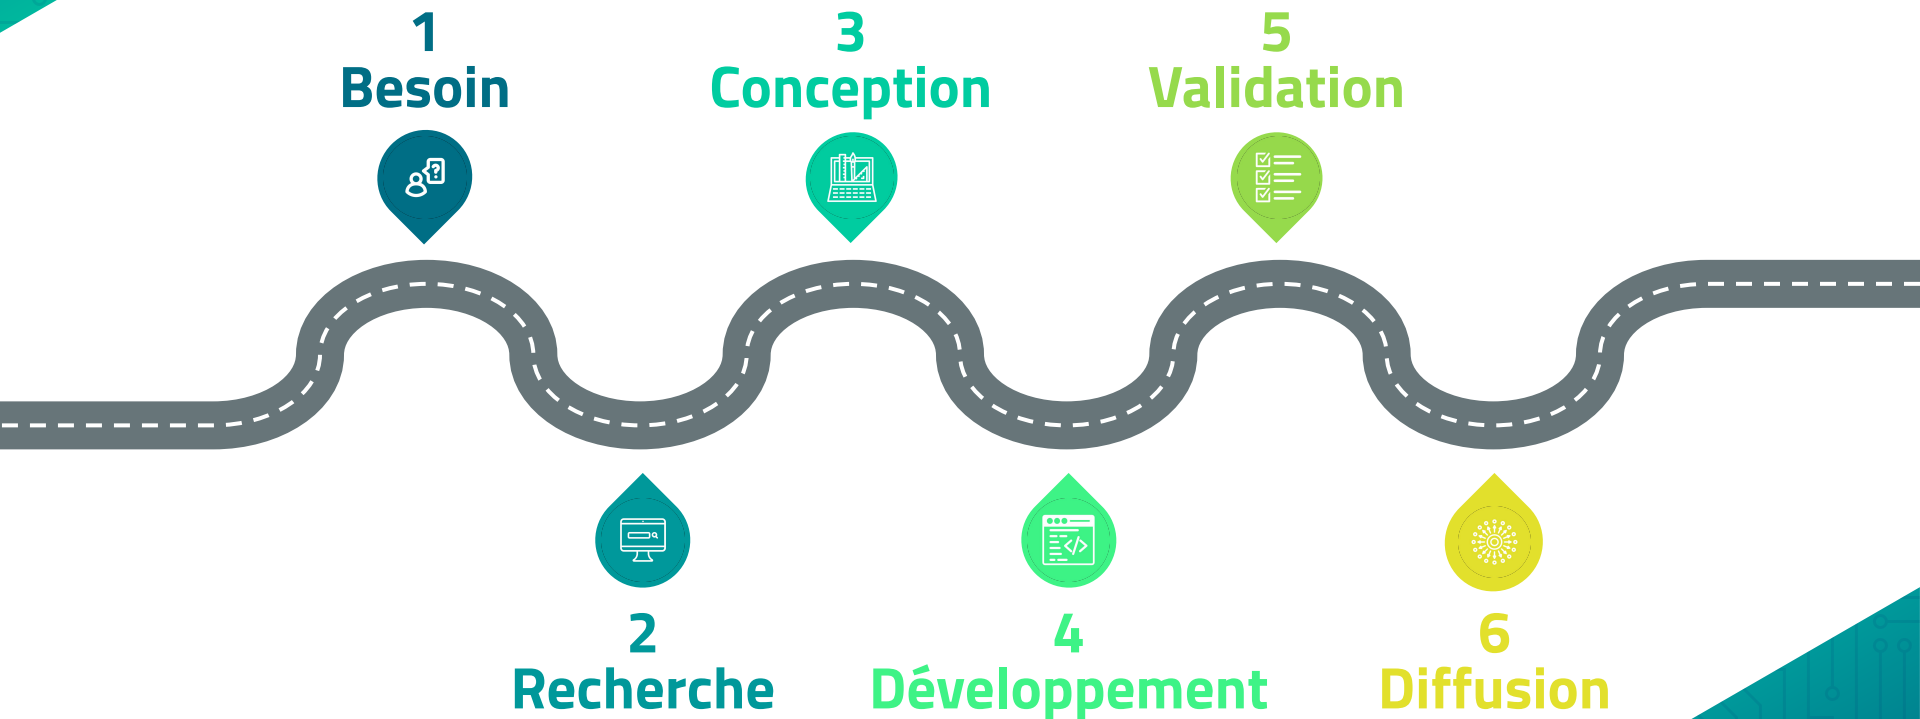 1
Besoin
2
Recherche
3
Conception
4
Développement
5
Validation
6
Diffusion